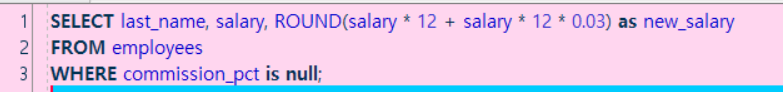 1 SELECT last_name, salary, ROUND(salary * 12 + salary * 12 * 0.03) as new_salary
2 FROM employees
3 WHERE commission_pct is null;